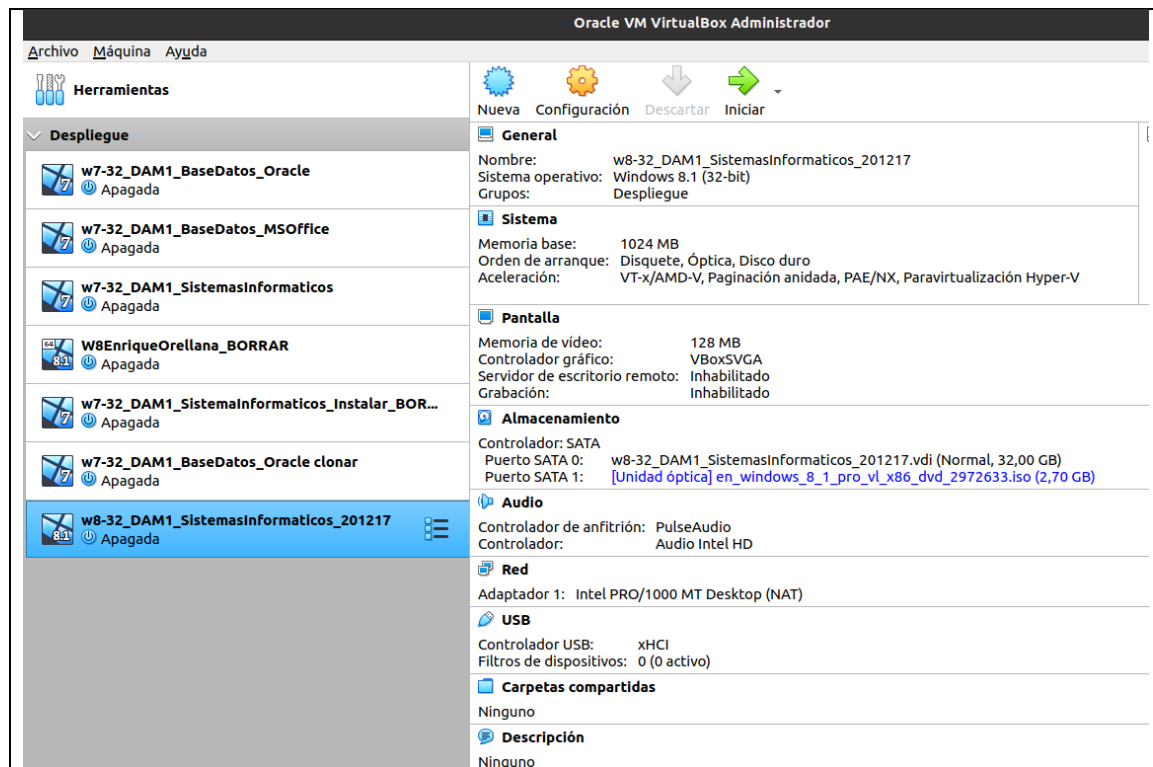 Oracle VM VirtualBox Administrador
Archivo Máquina Ayuda
Herramientas
Despliegue
w7-32_DAM1_BaseDatos_Oracle
Apagada
w7-32_DAM1_BaseDatos_MSOffice
Apagada
w7-32_DAM1_SistemasInformaticos
Apagada
64
8.1
W8EnriqueOrellana_BORRAR
Apagada
w7-32_DAM1_SistemaInformaticos_Instalar_BOR...
Apagada
w7-32_DAM1_BaseDatos_Oracle clonar
Apagada
8.1
w8-32_DAM1_SistemasInformaticos_201217
Apagada
Nueva Configuración Descartar Iniciar
General
Nombre: w8-32_DAM1_SistemasInformaticos_201217
Sistema operativo: Windows 8.1 (32-bit)
Grupos: Despliegue
Sistema
Memoria base: 1024 MB
Orden de arranque: Disquete, Óptica, Disco duro
Aceleración: VT-x/AMD-V, Paginación anidada, PAE/NX, Paravirtualización Hyper-V
Pantalla
Memoria de vídeo: 128 MB
Controlador gráfico: VBoxSVGA
Servidor de escritorio remoto: Inhabilitado
Grabación: Inhabilitado
Almacenamiento
Controlador: SATA
Puerto SATA 0: w8-32_DAM1_SistemasInformaticos_201217.vdi (Normal, 32,00 GB)
Puerto SATA 1: [Unidad óptica] en_windows_8_1_pro_vl_x86_dvd_2972633.iso (2,70 GB)
Audio
Controlador de anfitrión: PulseAudio
Controlador: Audio Intel HD
Red
Adaptador 1: Intel PRO/1000 MT Desktop (NAT)
USB
Controlador USB: xHCI
Filtros de dispositivos: 0 (0 activo)
Carpetas compartidas
Ninguno
Descripción
Ninguno